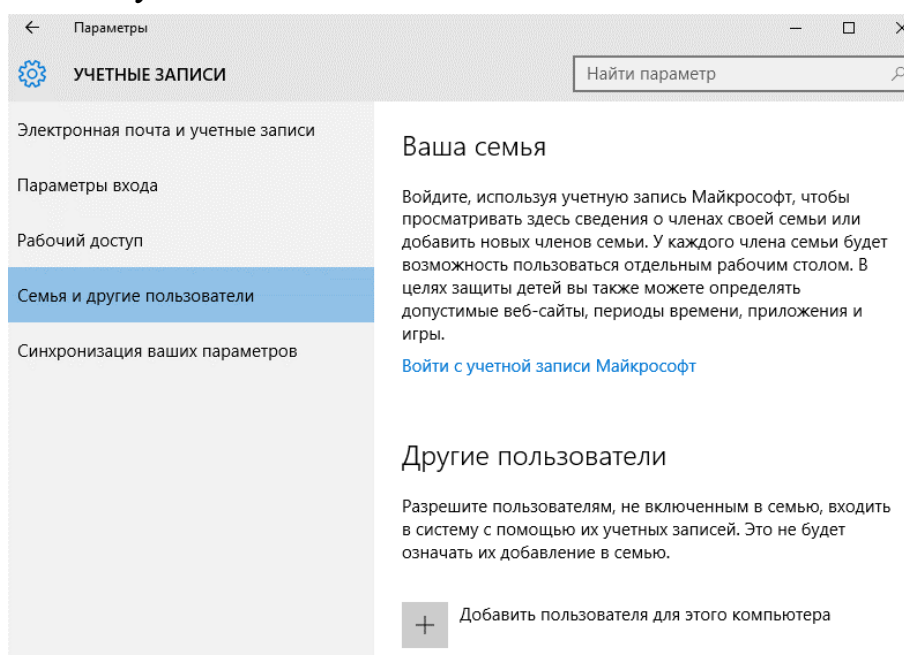 Параметры
УЧЕТНЫЕ ЗАПИСИ
Найти параметр
Электронная почта и учетные записи
Параметры входа
Рабочий доступ
Семья и другие пользователи
Синхронизация ваших параметров
Ваша семья
Войдите, используя учетную запись Майкрософт, чтобы
просматривать здесь сведения о членах своей семьи или
добавить новых членов семьи. У каждого члена семьи будет
возможность пользоваться отдельным рабочим столом. В
целях защиты детей вы также можете определять
допустимые веб-сайты, периоды времени, приложения и
игры.
Войти с учетной записи Майкрософт
Другие пользователи
Разрешите пользователям, не включенным в семью, входить
в систему с помощью их учетных записей. Это не будет
означать их добавление в семью.
Добавить пользователя для этого компьютера